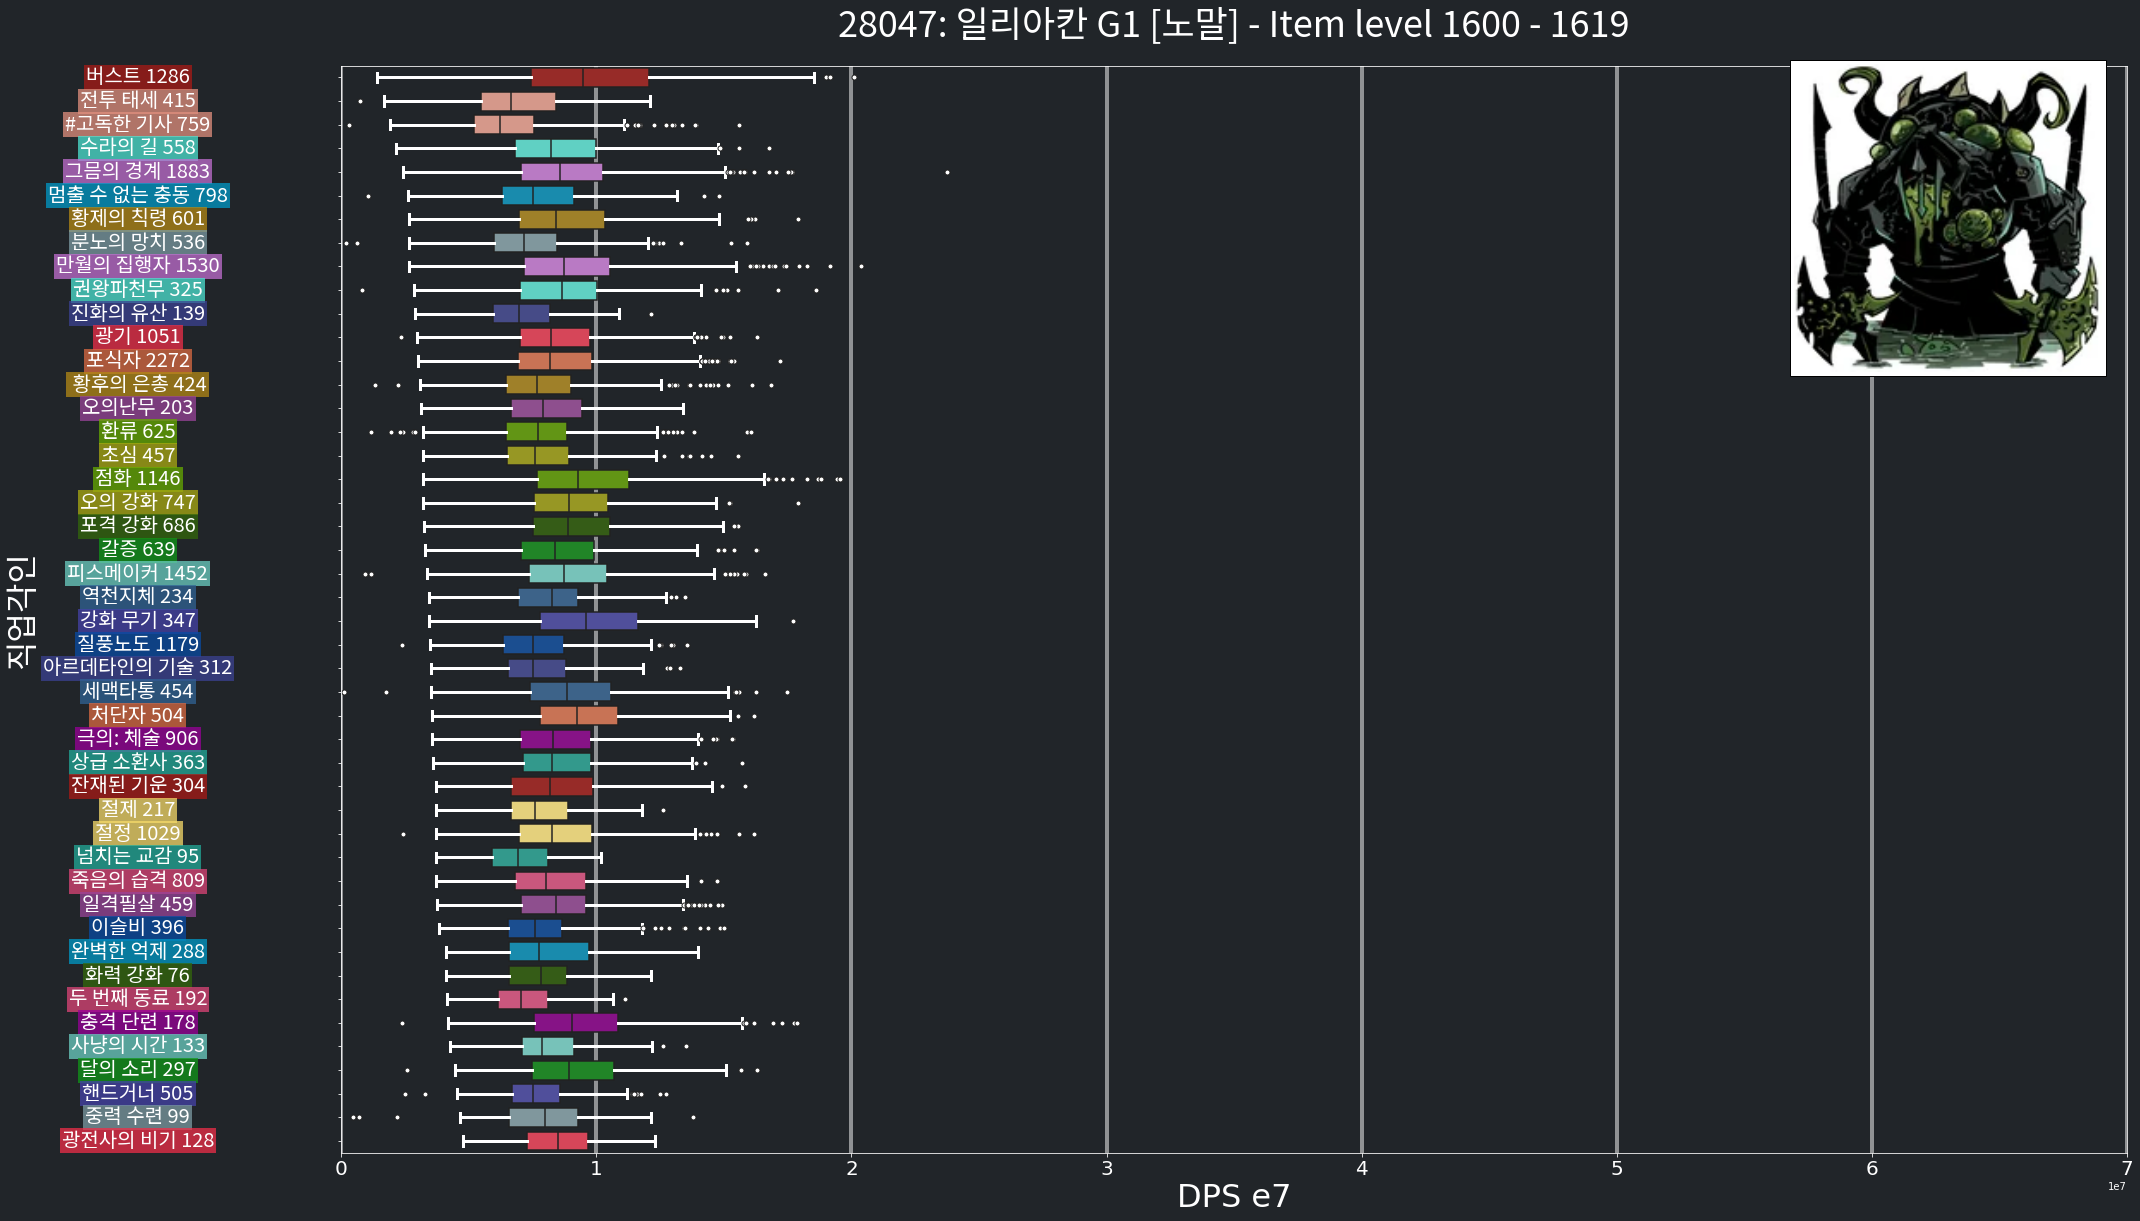 28047: 일리아칸 G1 [노말] - Item level 1600 - 1619
버스트 1286
전투 태세 415
#고독한 기사 759
수라의 길 558
그믐의 경계 1883
멈출 수 없는 충동 798
황제의 칙령 601
분노의 망치 536
만월의 집행자 1530
권왕파천무 325
진화의 유산 139
광기 1051
포식자 2272
황후의 은총 424
오의난무 203
환류 625
초심 457
점화 1146
오의 강화 747
포격 강화 686
갈증 639
피스메이커 1452
역천지체 234
강화 무기 347
질풍노도 1179
아르데타인의 기술 312
세맥타통 454
처단자 504
극의: 체술 906
상급 소환사 363
잔재된 기운 304
절제 217
절정 1029
넘치는 교감 95
죽음의 습격 809
일격필살 459
이슬비 396
완벽한 억제 288
화력 강화 76
두 번째 동료 192
충격 단련 178
사냥의 시간 133
달의 소리 297
핸드거너 505
중력 수련 99
광전사의 비기 128
직업각인
0 1 2 3 4 5 6 7
1e7
DPS e7